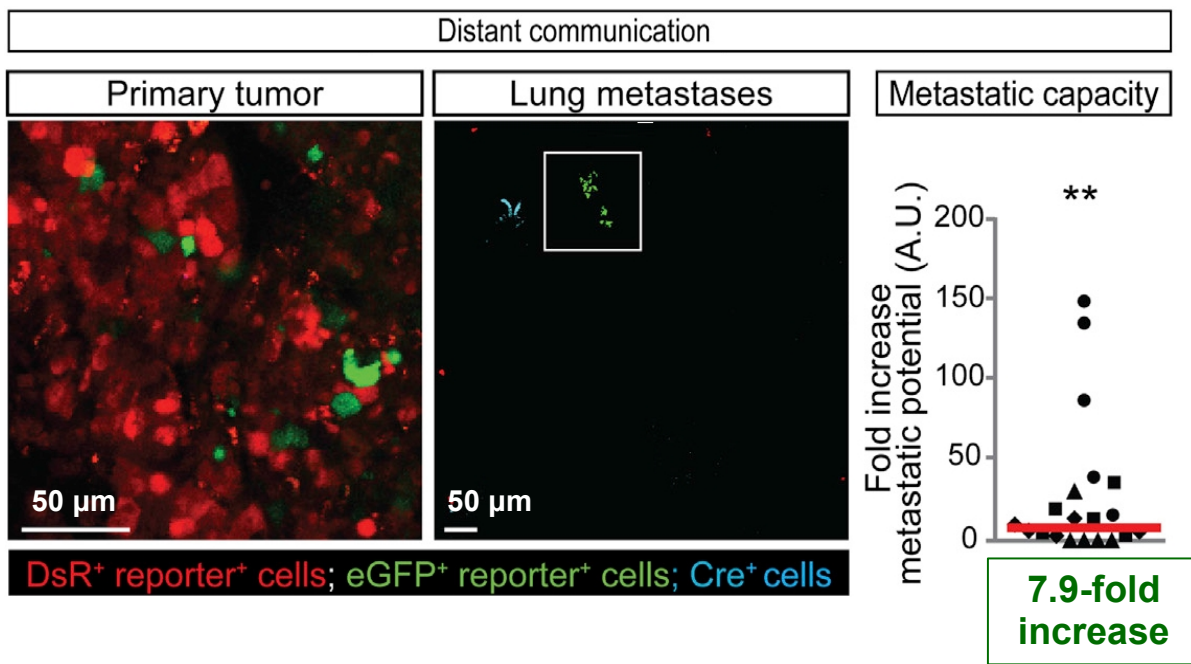 Distant communication
Primary tumor
Lung metastases
Metastatic capacity
50 µm
50 µm
DsR⁺ reporter⁺ cells; eGFP⁺ reporter⁺ cells; Cre⁺ cells
Fold increase
metastatic potential (A.U.)
**
200
150
100
50
0
7.9-fold
increase